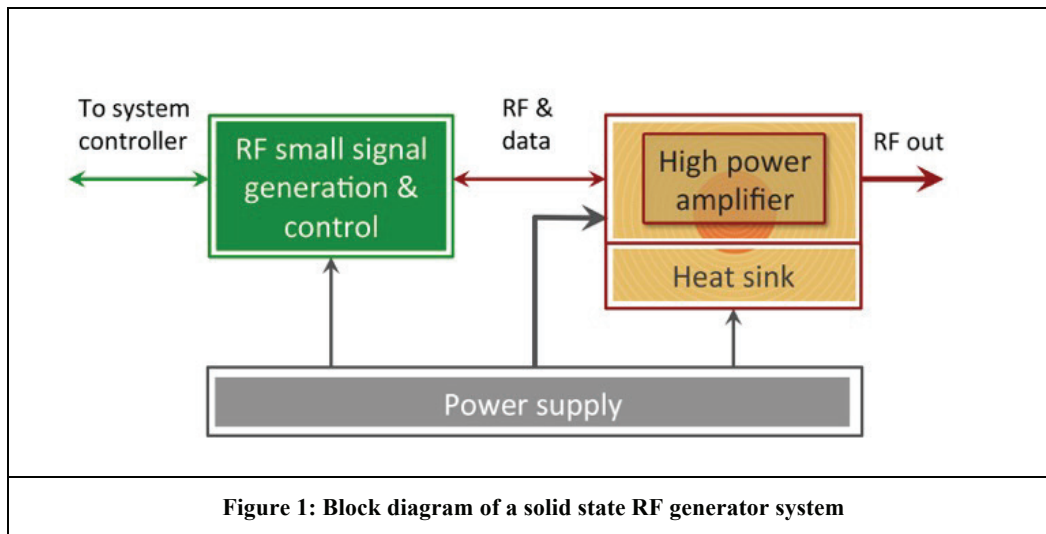 To system
controller
RF small signal
generation &
control
RF &
data
High power
amplifier
RF out
Heat sink
Power supply
Figure 1: Block diagram of a solid state RF generator system